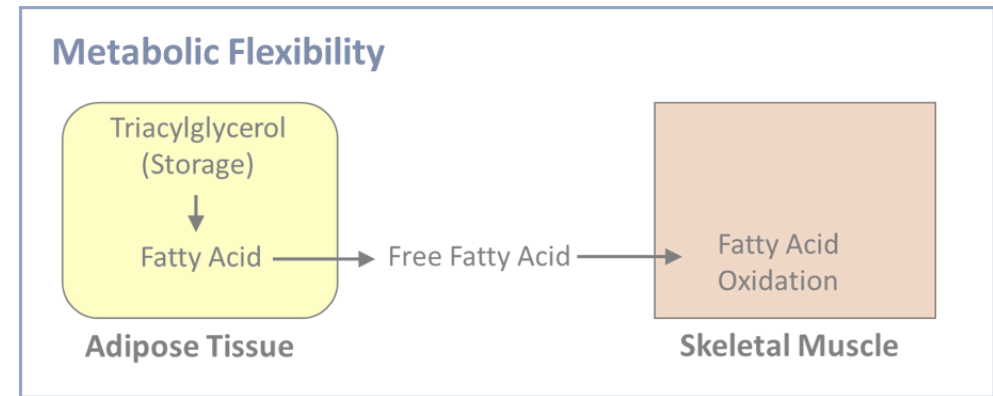 Metabolic Flexibility
Triacylglycerol
(Storage)
Fatty Acid
Free Fatty Acid
Fatty Acid
Oxidation
Adipose Tissue
Skeletal Muscle